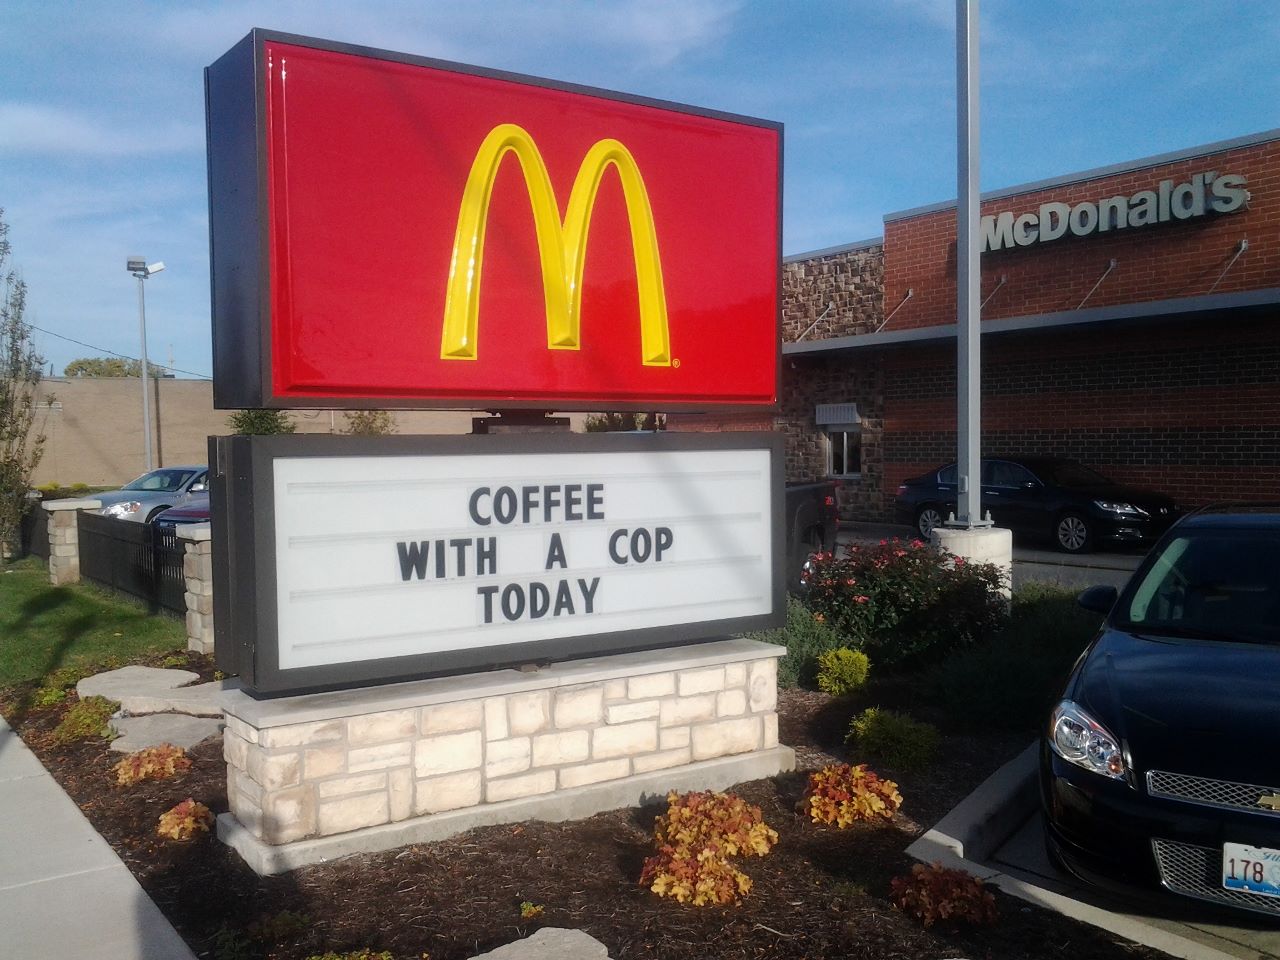 McDonald's
COFFEE
WITH A COP
TODAY
178